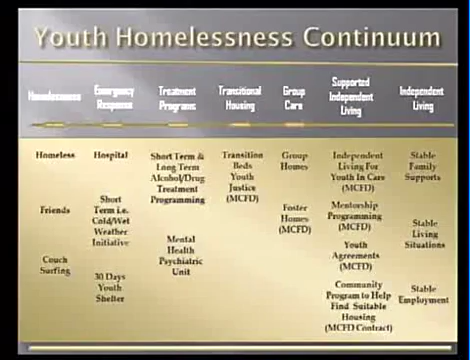 Youth Homelessness Continuum
Homelessness
Emergency
Response
Treatment
Programs
Transitional
Housing
Group
Care
Supported
Independent
Living
Independent
Living
Homeless
Friends
Couch
Surfing
Hospital
Short
Term i.e.
Cold/Wet
Weather
Initiative
30 Days
Youth
Shelter
Short Term &
Long Term
Alcohol/Drug
Treatment
Programming
Mental
Health
Psychiatric
Unit
Transition
Beds
Youth
Justice
(MCFD)
Group
Homes
Foster
Homes
(MCFD)
Independent
Living For
Youth In Care
(MCFD)
Mentorship
Programming
(MCFD)
Youth
Agreements
(MCFD)
Community
Program to Help
Find Suitable
Housing
(MCFD Contract)
Stable
Family
Supports
Stable
Living
Situations
Stable
Employment